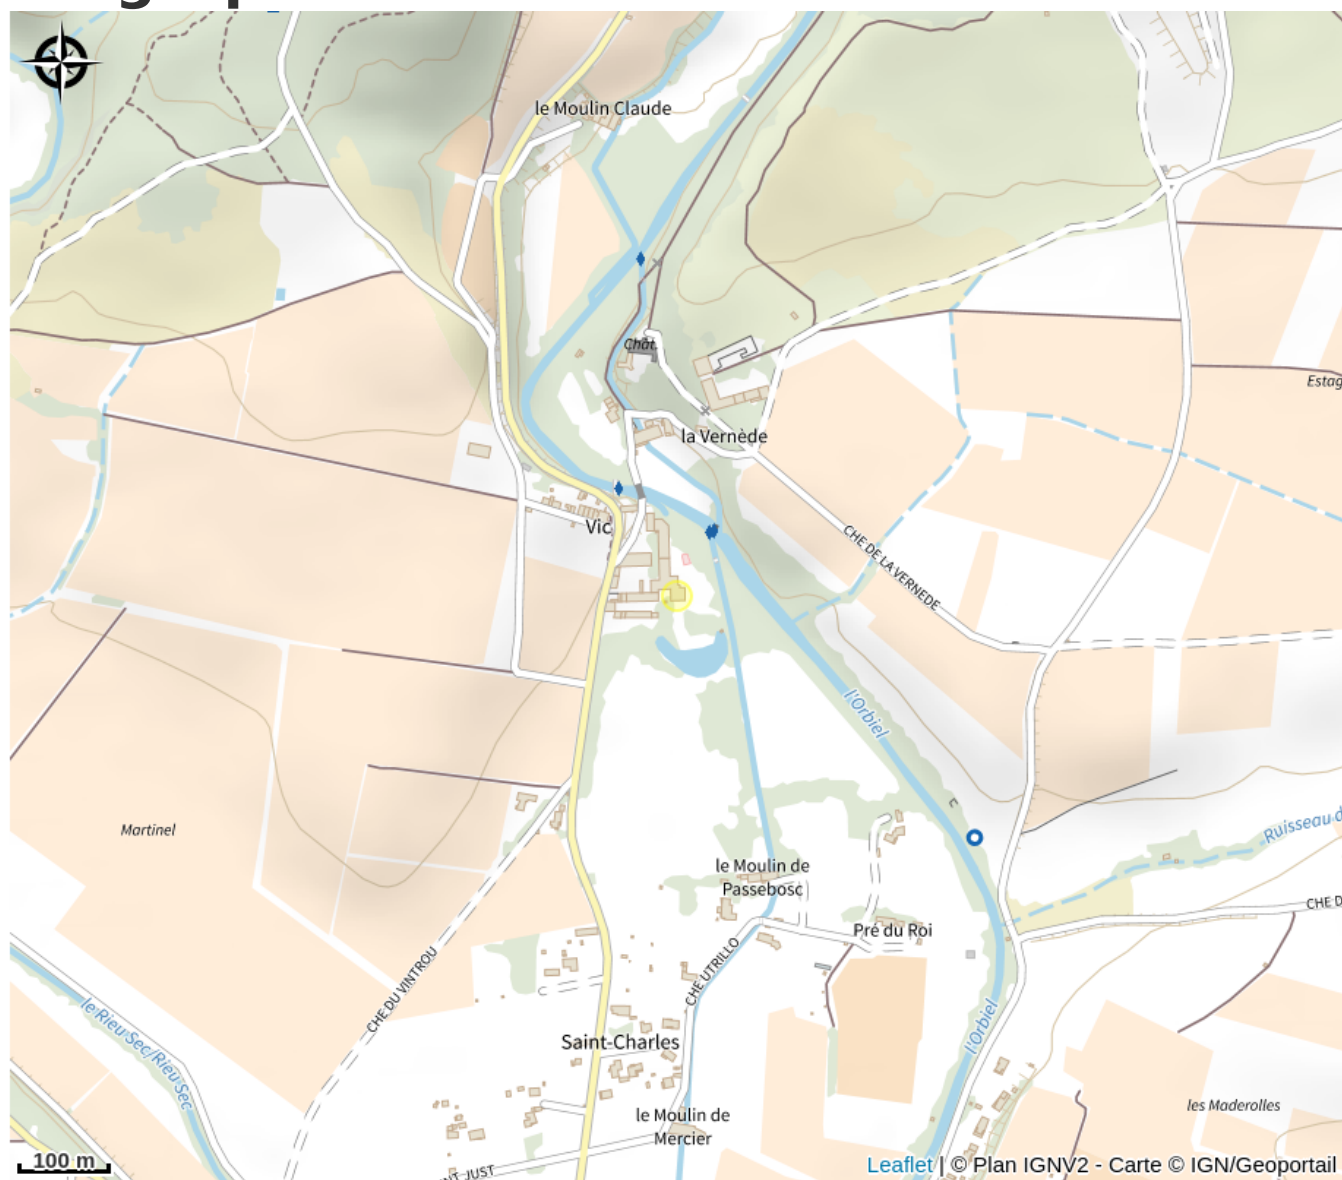 le Moulin Claude
Chât.
Estag
la Vernède
Vic
CHE DE LA VERNEDE
l'Orbiel
Martinel
Ruisseau d
le Moulin de
Passebosc
CHE D
Pré du Roi
CHE UTRILLO
CHE DU VINTROU
le Rieu Sec/Rieu Sec
l'Orbiel
Saint-Charles
les Maderolles
le Moulin de
Mercier
NT JUST
100 m
Leaflet | © Plan IGNV2 - Carte © IGN/Geoportail